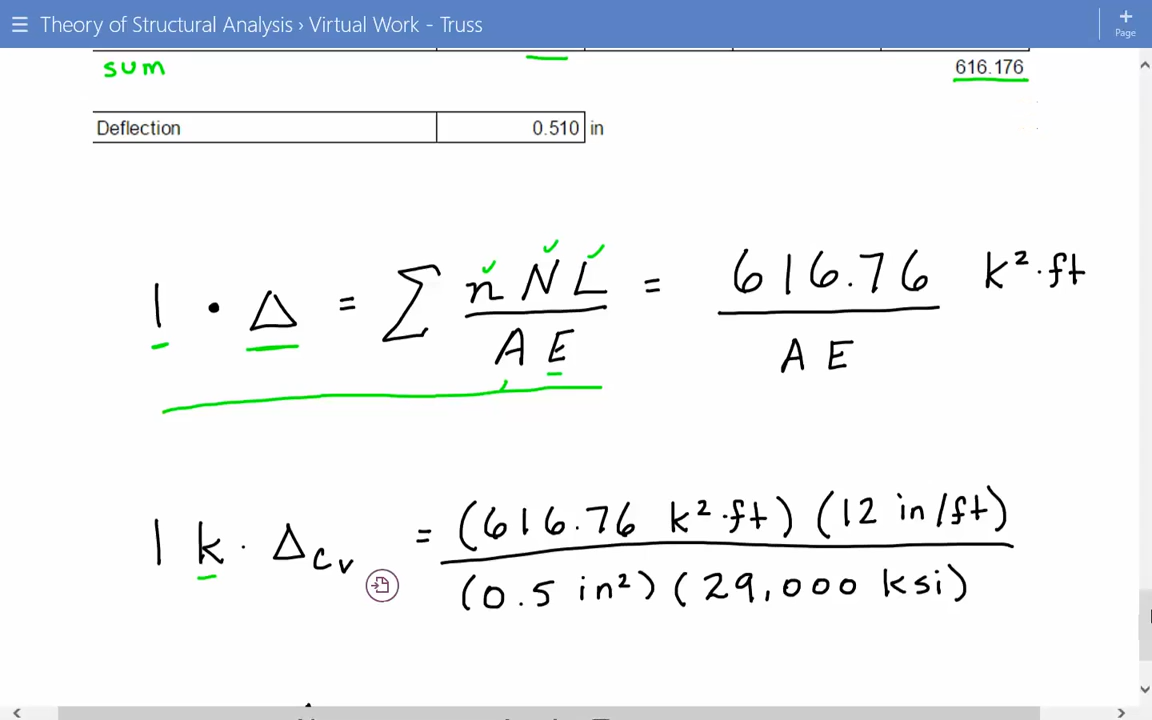 ☰ Theory of Structural Analysis › Virtual Work - Truss
+ Page
sum 616.176
Deflection 0.510 in
1 · Δ = Σ nNL / AE = 616.76 k²·ft / AE
1 k · Δcv = (616.76 k²·ft) (12 in/ft) / (0.5 in²) (29,000 ksi)